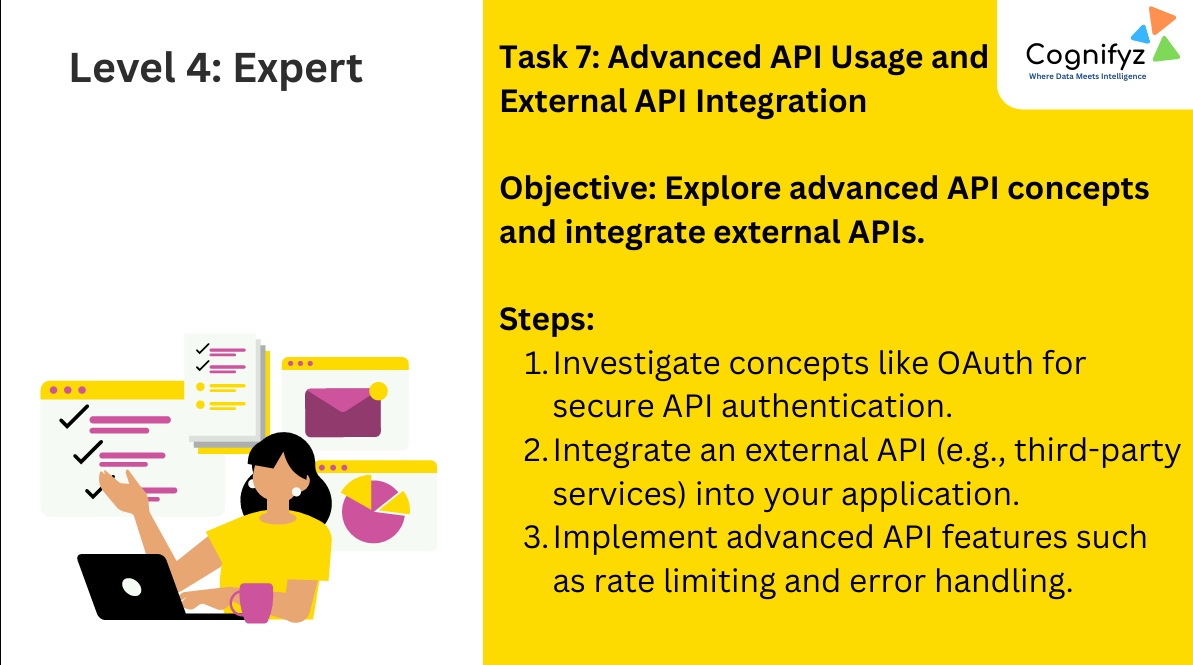 Level 4: Expert
Task 7: Advanced API Usage and
External API Integration
Cognifyz
Where Data Meets Intelligence
Objective: Explore advanced API concepts
and integrate external APIs.
Steps:
1. Investigate concepts like OAuth for
secure API authentication.
2. Integrate an external API (e.g., third-party
services) into your application.
3. Implement advanced API features such
as rate limiting and error handling.